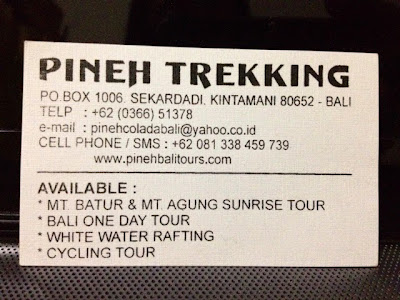 PINEH TREKKING
PO BOX 1006. SEKARDADI. KINTAMANI 80652 - BALI
TELP : +62 (0366) 51378
e-mail : pinehcoladabali@yahoo.co.id
CELL PHONE / SMS : +62 081 338 459 739
www.pinehbalitours.com
AVAILABLE :
* MT. BATUR & MT. AGUNG SUNRISE TOUR
* BALI ONE DAY TOUR
* WHITE WATER RAFTING
* CYCLING TOUR